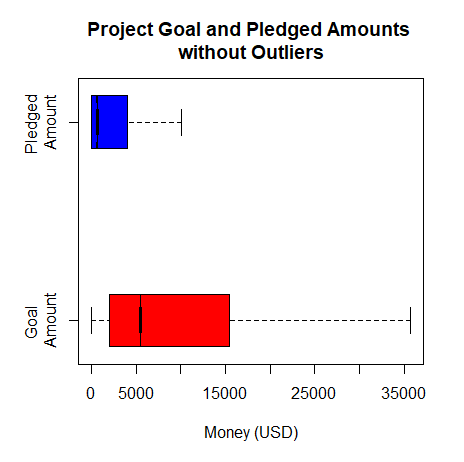 Project Goal and Pledged Amounts
without Outliers
Pledged
Amount
Goal
Amount
0 5000 15000 25000 35000
Money (USD)